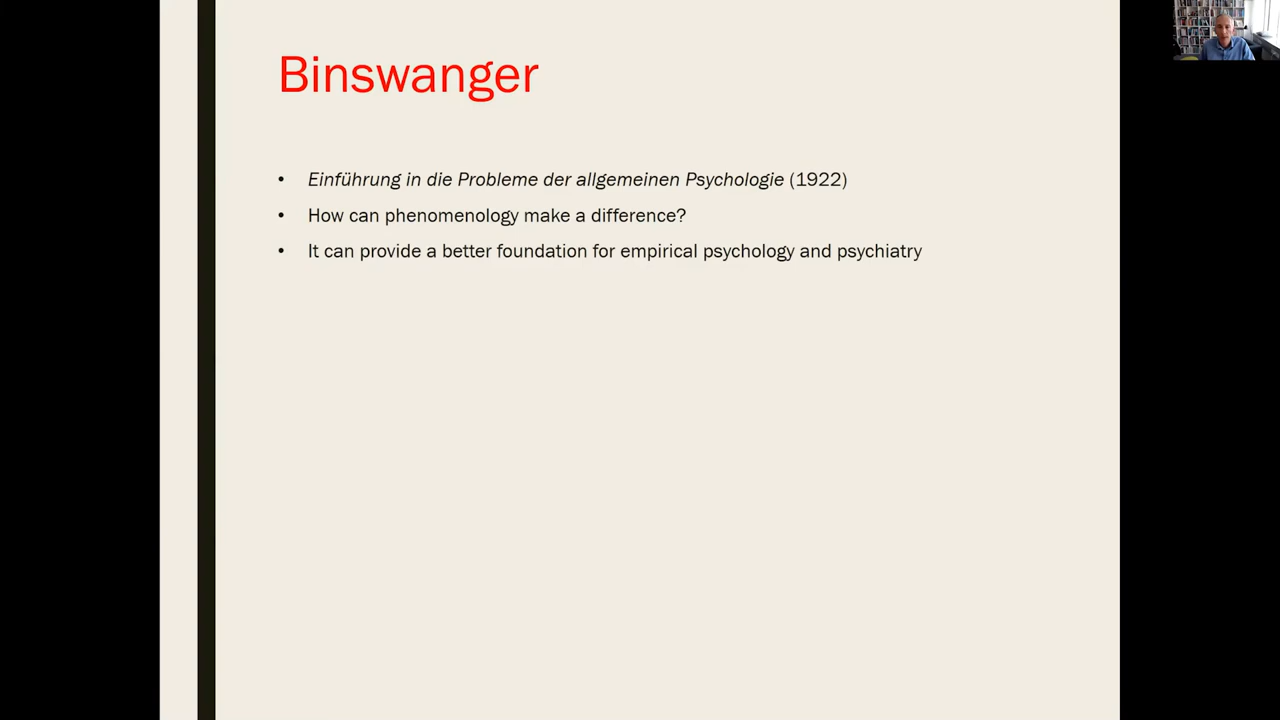 Binswanger
• Einführung in die Probleme der allgemeinen Psychologie (1922)
• How can phenomenology make a difference?
• It can provide a better foundation for empirical psychology and psychiatry